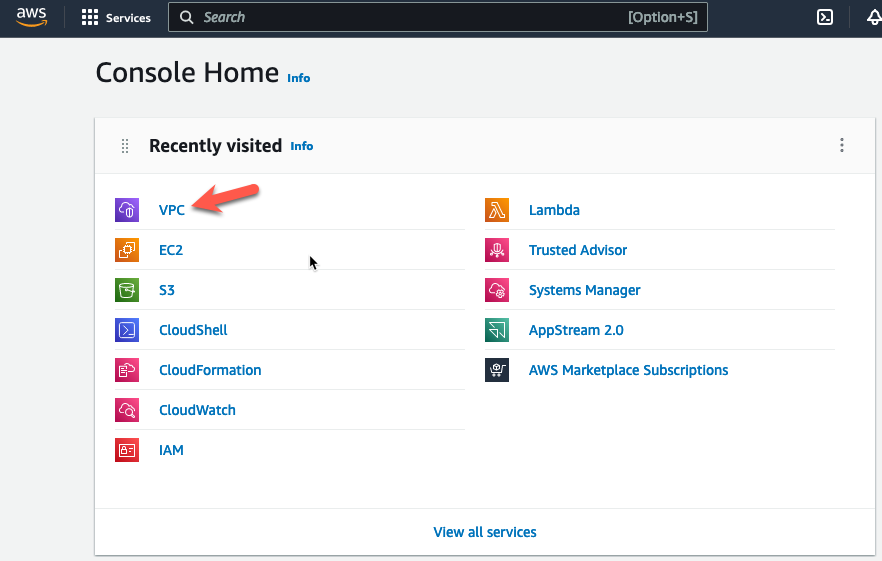 aws Services Search [Option+S]
Console Home Info
Recently visited Info
VPC
EC2
S3
CloudShell
CloudFormation
CloudWatch
IAM
Lambda
Trusted Advisor
Systems Manager
AppStream 2.0
AWS Marketplace Subscriptions
View all services